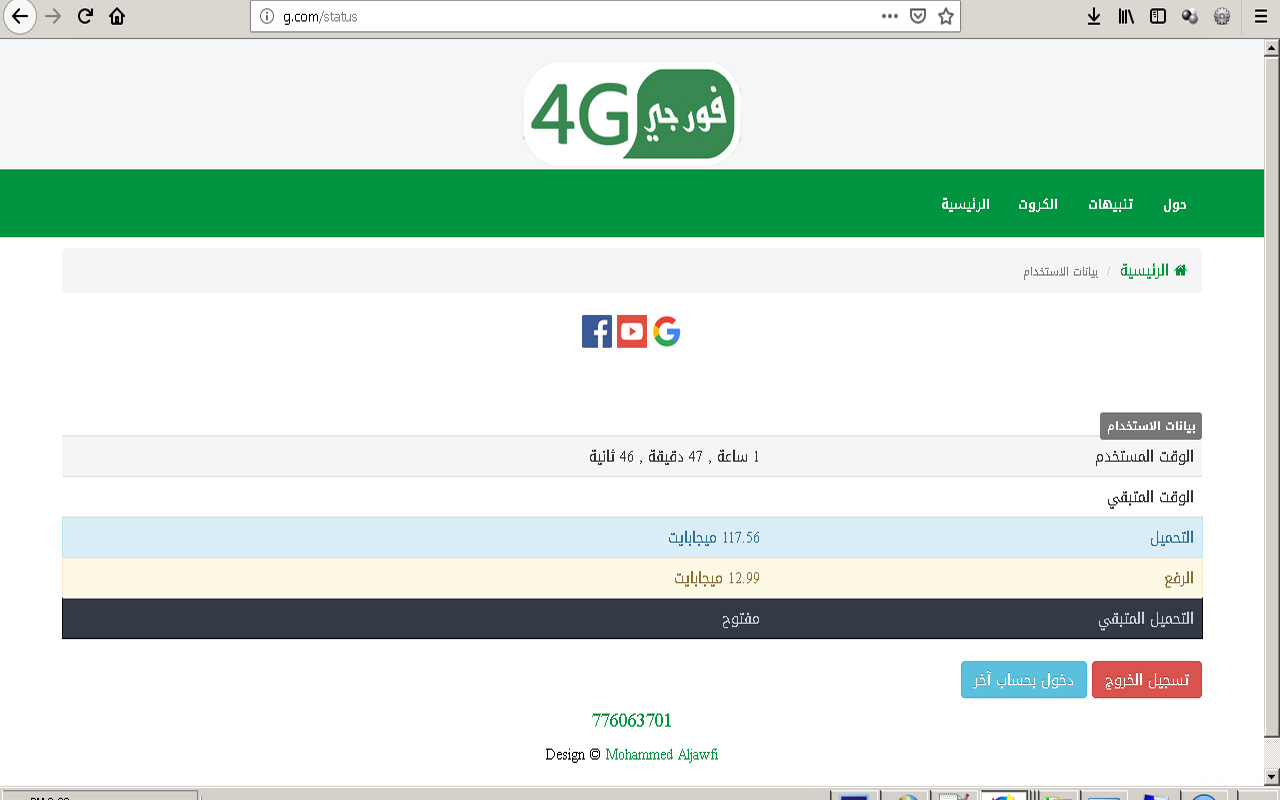 g.com/status
4G فورجي
حول تنبيهات الكروت الرئيسية
الرئيسية / بيانات الاستخدام
بيانات الاستخدام
الوقت المستخدم 1 ساعة , 47 دقيقة , 46 ثانية
الوقت المتبقي
التحميل 117.56 ميجابايت
الرفع 12.99 ميجابايت
التحميل المتبقي مفتوح
تسجيل الخروج دخول بحساب آخر
776063701
Design © Mohammed Aljawfi